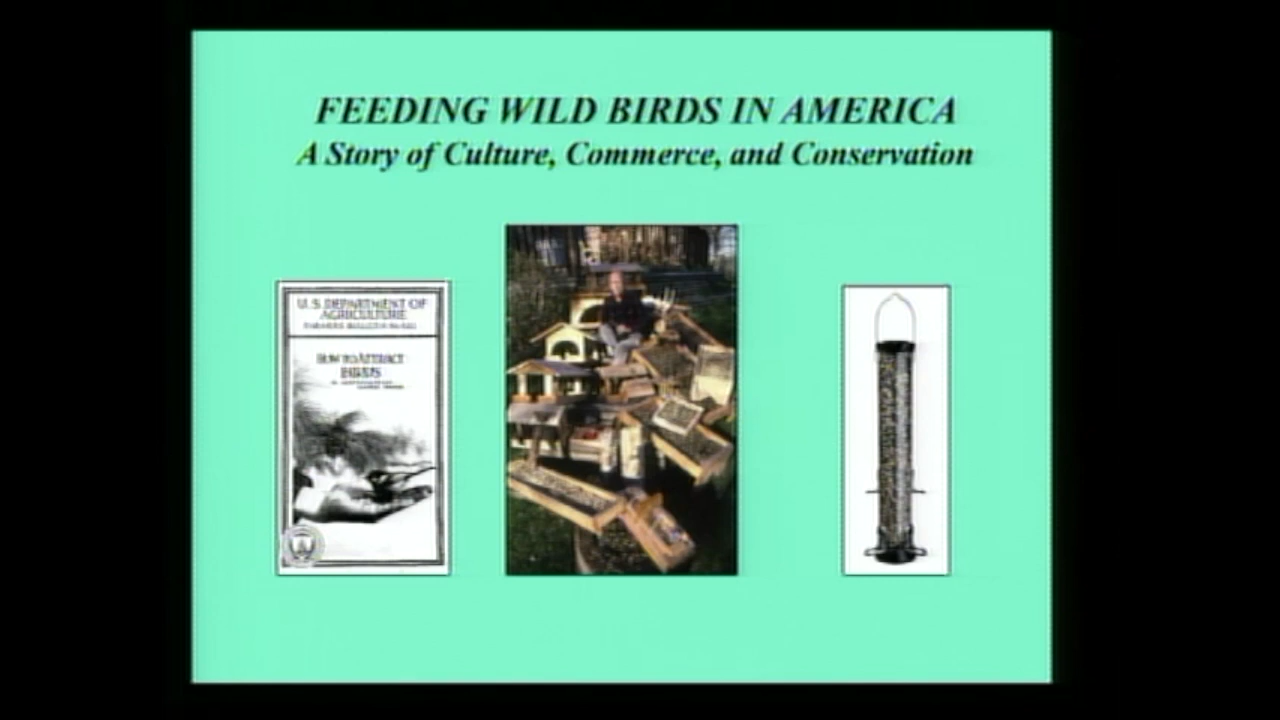 FEEDING WILD BIRDS IN AMERICA
A Story of Culture, Commerce, and Conservation
U. S. DEPARTMENT OF
AGRICULTURE
HOW TO ATTRACT
BIRDS